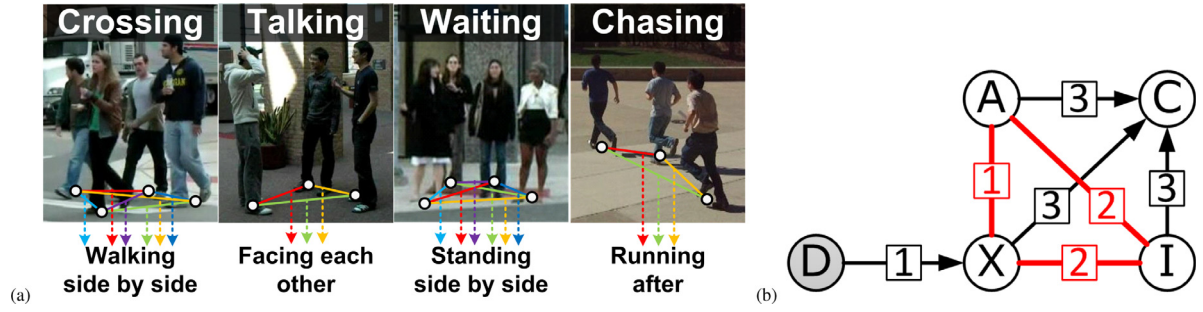 Crossing
Talking
Waiting
Chasing
Walking
side by side
Facing each
other
Standing
side by side
Running
after
(a)
A
3
C
1
3
2
3
D
1
X
2
I
(b)